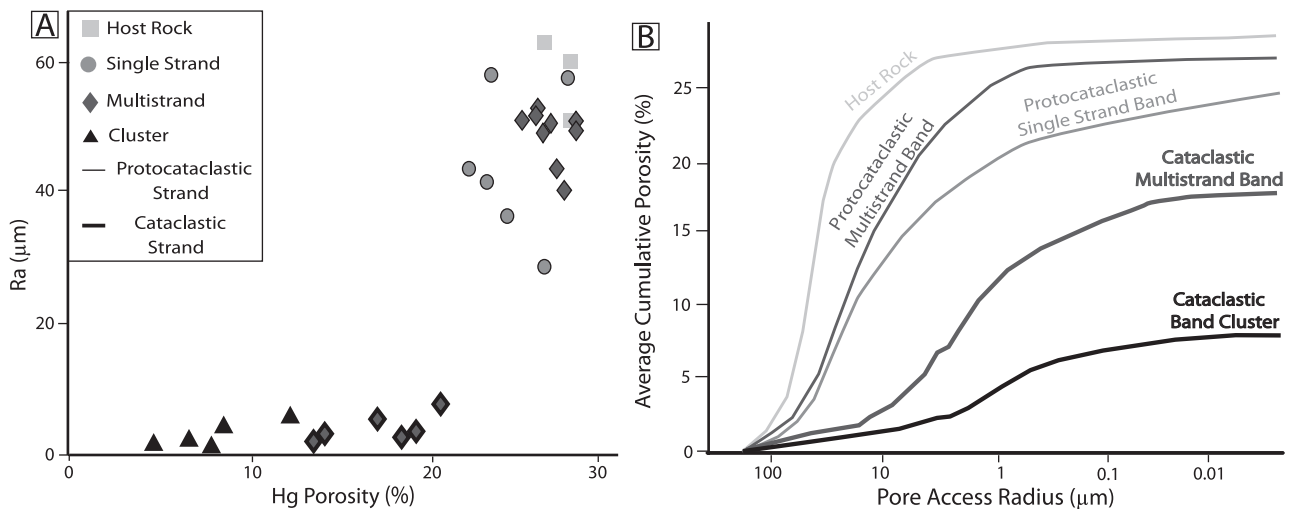 A
Host Rock
Single Strand
Multistrand
Cluster
Protocataclastic
Strand
Cataclastic
Strand
60
40
20
0
Ra (μm)
0
10
20
30
Hg Porosity (%)
B
25
20
15
10
5
0
Average Cumulative Porosity (%)
Host Rock
Protocataclastic
Multistrand Band
Protocataclastic
Single Strand Band
Cataclastic
Multistrand Band
Cataclastic
Band Cluster
100
10
1
0.1
0.01
Pore Access Radius (μm)